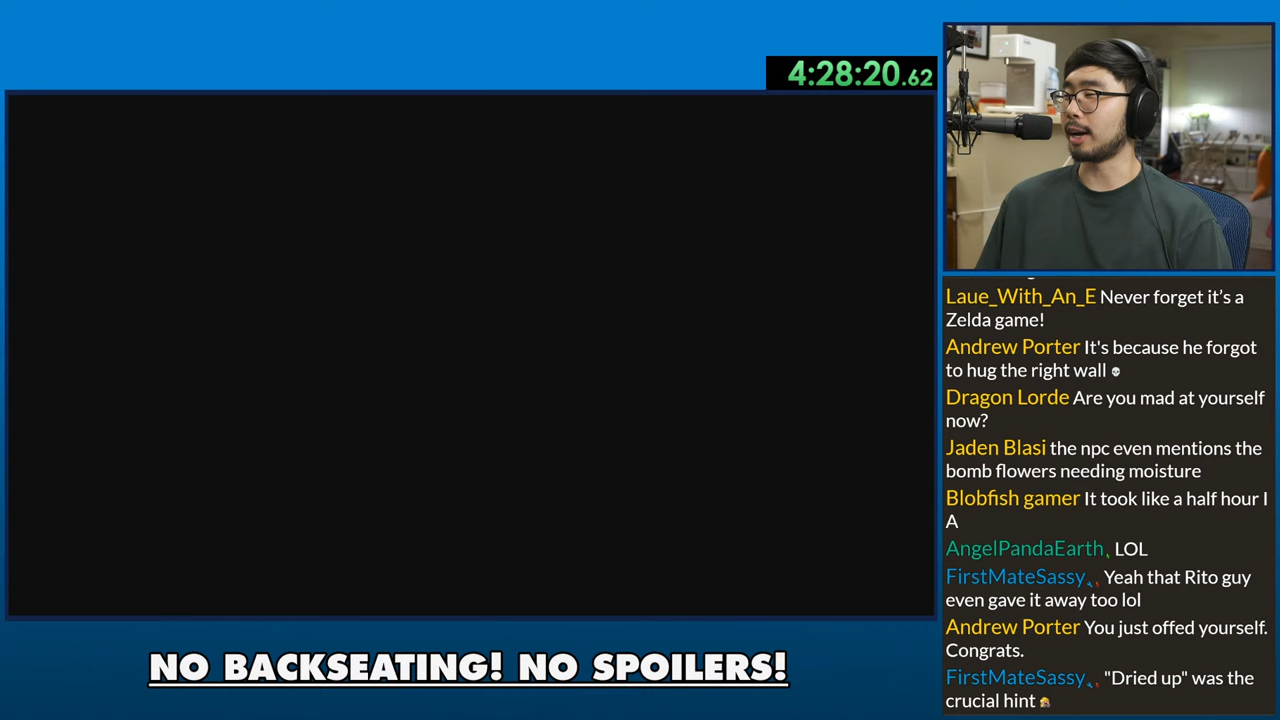 4:28:20.62
Laue_With_An_E Never forget it's a
Zelda game!
Andrew Porter It's because he forgot
to hug the right wall
Dragon Lorde Are you mad at yourself
now?
Jaden Blasi the npc even mentions the
bomb flowers needing moisture
Blobfish gamer It took like a half hour I
A
AngelPandaEarth LOL
FirstMateSassy Yeah that Rito guy
even gave it away too lol
Andrew Porter You just offed yourself.
Congrats.
FirstMateSassy "Dried up" was the
crucial hint
NO BACKSEATING! NO SPOILERS!